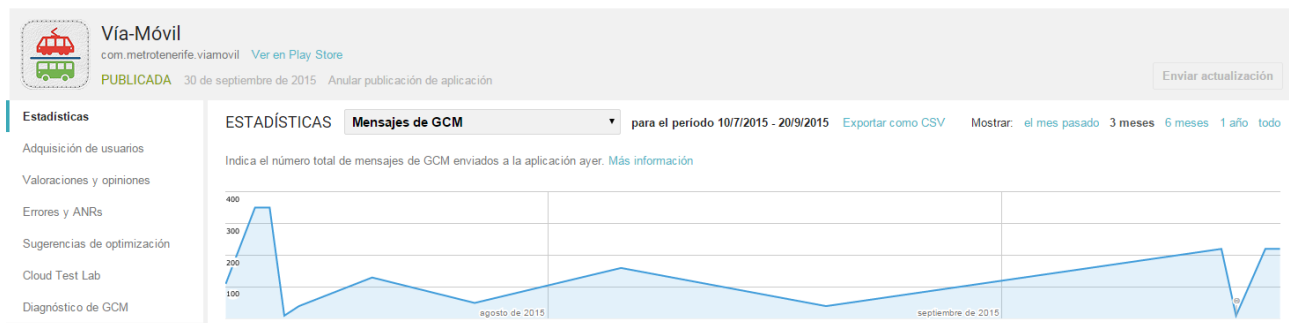 Vía-Móvil
com.metrotenerife.viamovil Ver en Play Store
PUBLICADA 30 de septiembre de 2015 Anular publicación de aplicación
Enviar actualización
Estadísticas
Adquisición de usuarios
Valoraciones y opiniones
Errores y ANRs
Sugerencias de optimización
Cloud Test Lab
Diagnóstico de GCM
ESTADÍSTICAS Mensajes de GCM para el período 10/7/2015 - 20/9/2015 Exportar como CSV Mostrar: el mes pasado 3 meses 6 meses 1 año todo
Indica el número total de mensajes de GCM enviados a la aplicación ayer. Más información
400
300
200
100
agosto de 2015
septiembre de 2015